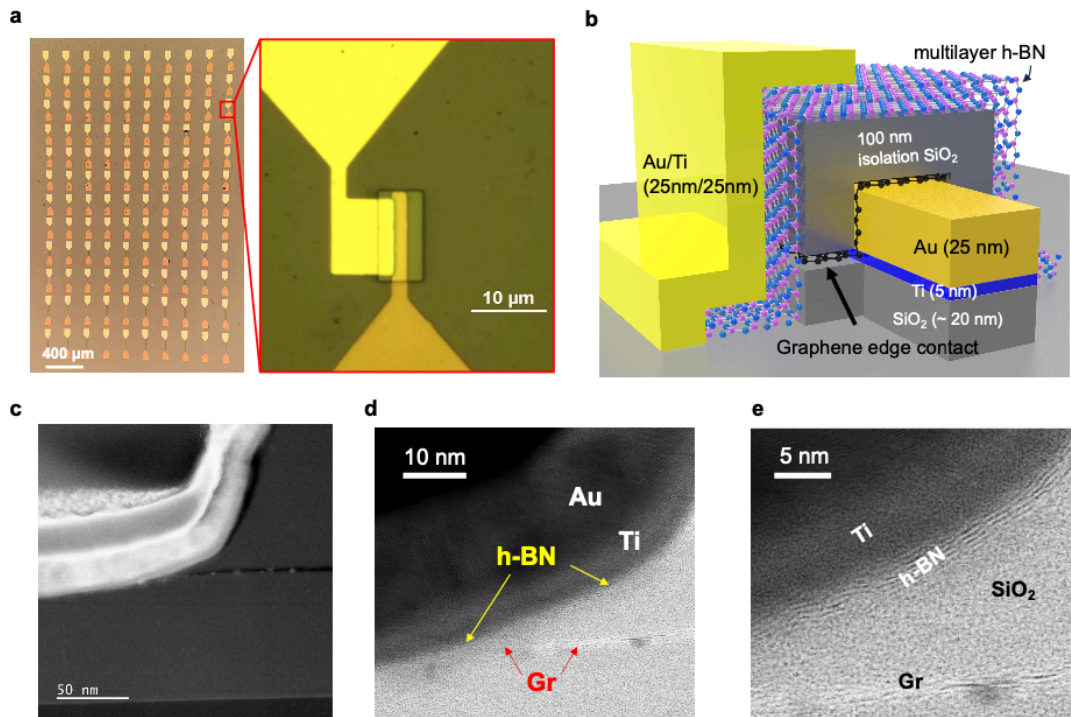 a
400 µm
10 µm
b
multilayer h-BN
100 nm
isolation SiO₂
Au/Ti
(25nm/25nm)
Au (25 nm)
Ti (5 nm)
SiO₂ (~ 20 nm)
Graphene edge contact
c
50 nm
d
10 nm
Au
Ti
h-BN
Gr
e
5 nm
Ti
h-BN
SiO₂
Gr